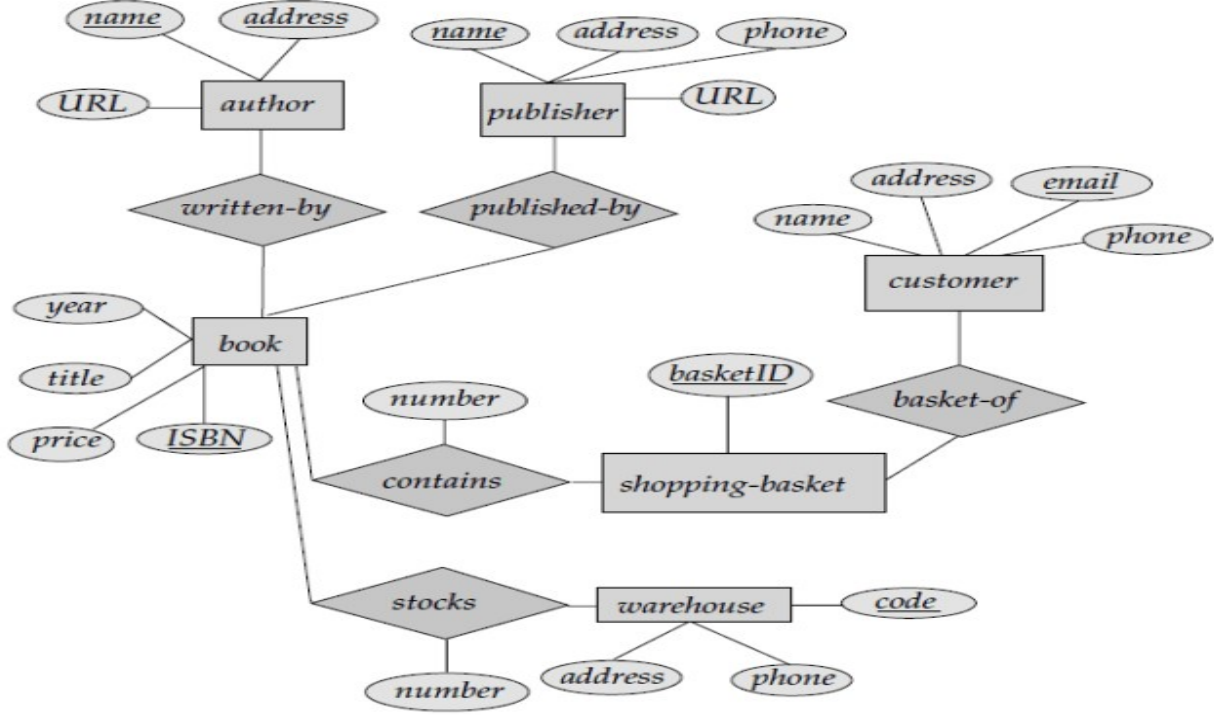 name
address
URL
author
name
address
phone
publisher
URL
written-by
published-by
address
email
name
phone
customer
year
book
title
price
ISBN
basketID
number
basket-of
contains
shopping-basket
stocks
warehouse
code
number
address
phone